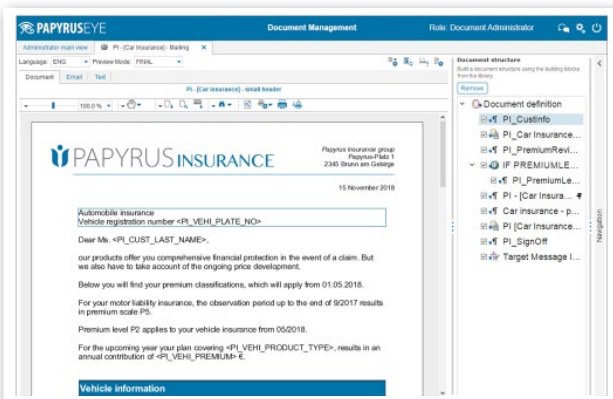 PAPYRUSEYE Document Management Role: Document Administrator
Administrator main view PI - [Car Insurance] - Mailing
Language: ENG Preview Mode: FINAL
Document Email Text
PI - [Car Insurance] - small header
100.0 %
PAPYRUS INSURANCE
Papyrus insurance group
Papyrus-Platz 1
2345 Brunn am Gebirge
15 November 2018
Automobile insurance
Vehicle registration number <PI_VEHI_PLATE_NO>
Dear Ms. <PI_CUST_LAST_NAME>,
our products offer you comprehensive financial protection in the event of a claim. But
we also have to take account of the ongoing price development.
Below you will find your premium classifications, which will apply from 01.05.2018.
For your motor liability insurance, the observation period up to the end of 9/2017 results
in premium scale P5.
Premium level P2 applies to your vehicle insurance from 05/2018.
For the upcoming year your plan covering <PI_VEHI_PRODUCT_TYPE>, results in an
annual contribution of <PI_VEHI_PREMIUM> €.
Vehicle information
Document structure
Build a document structure using the building blocks
from the library.
Remove
Document definition
PI_CustInfo
PI_Car Insurance...
PI_PremiumRevi...
IF PREMIUMLE...
PI_PremiumLe...
PI - [Car Insura...
Car insurance - p...
PI [Car Insurance...
PI_SignOff
Target Message I...
Navigation